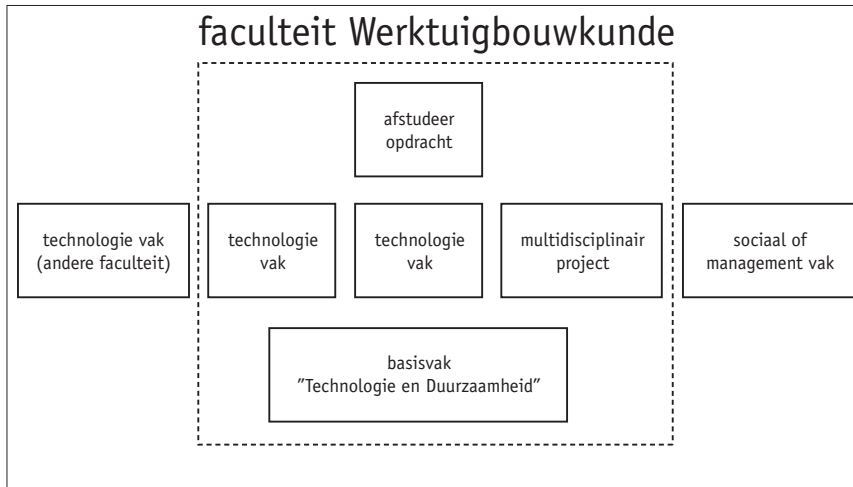 faculteit Werktuigbouwkunde
afstudeer
opdracht
technologie vak
(andere faculteit)
technologie
vak
technologie
vak
multidisciplinair
project
sociaal of
management vak
basisvak
”Technologie en Duurzaamheid”